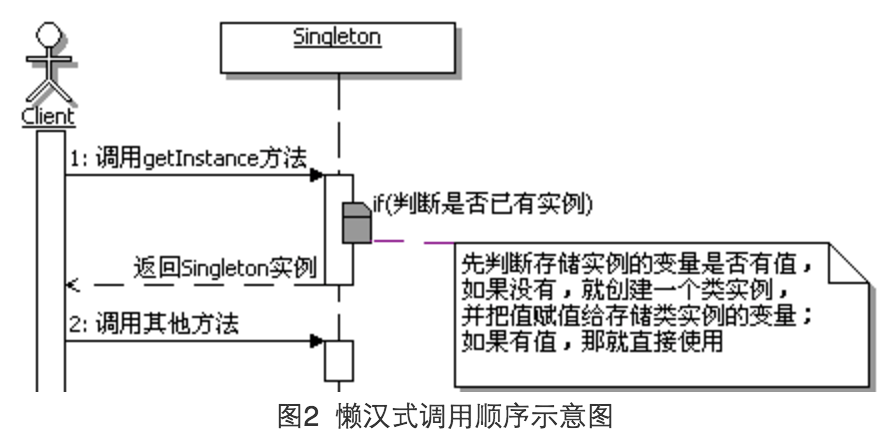 Singleton
Client
1: 调用getInstance方法
if(判断是否已有实例)
返回Singleton实例
先判断存储实例的变量是否有值，
如果没有，就创建一个类实例，
并把值赋值给存储类实例的变量；
如果有值，那就直接使用
2: 调用其他方法
图2 懒汉式调用顺序示意图